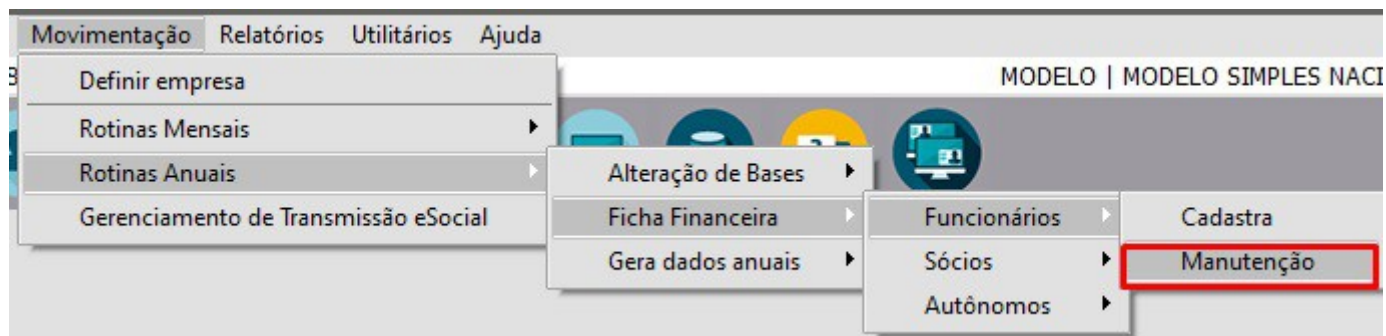 Movimentação Relatórios Utilitários Ajuda
Definir empresa
MODELO | MODELO SIMPLES NACI
Rotinas Mensais
Rotinas Anuais
Gerenciamento de Transmissão eSocial
Alteração de Bases
Ficha Financeira
Gera dados anuais
Funcionários
Sócios
Autônomos
Cadastra
Manutenção